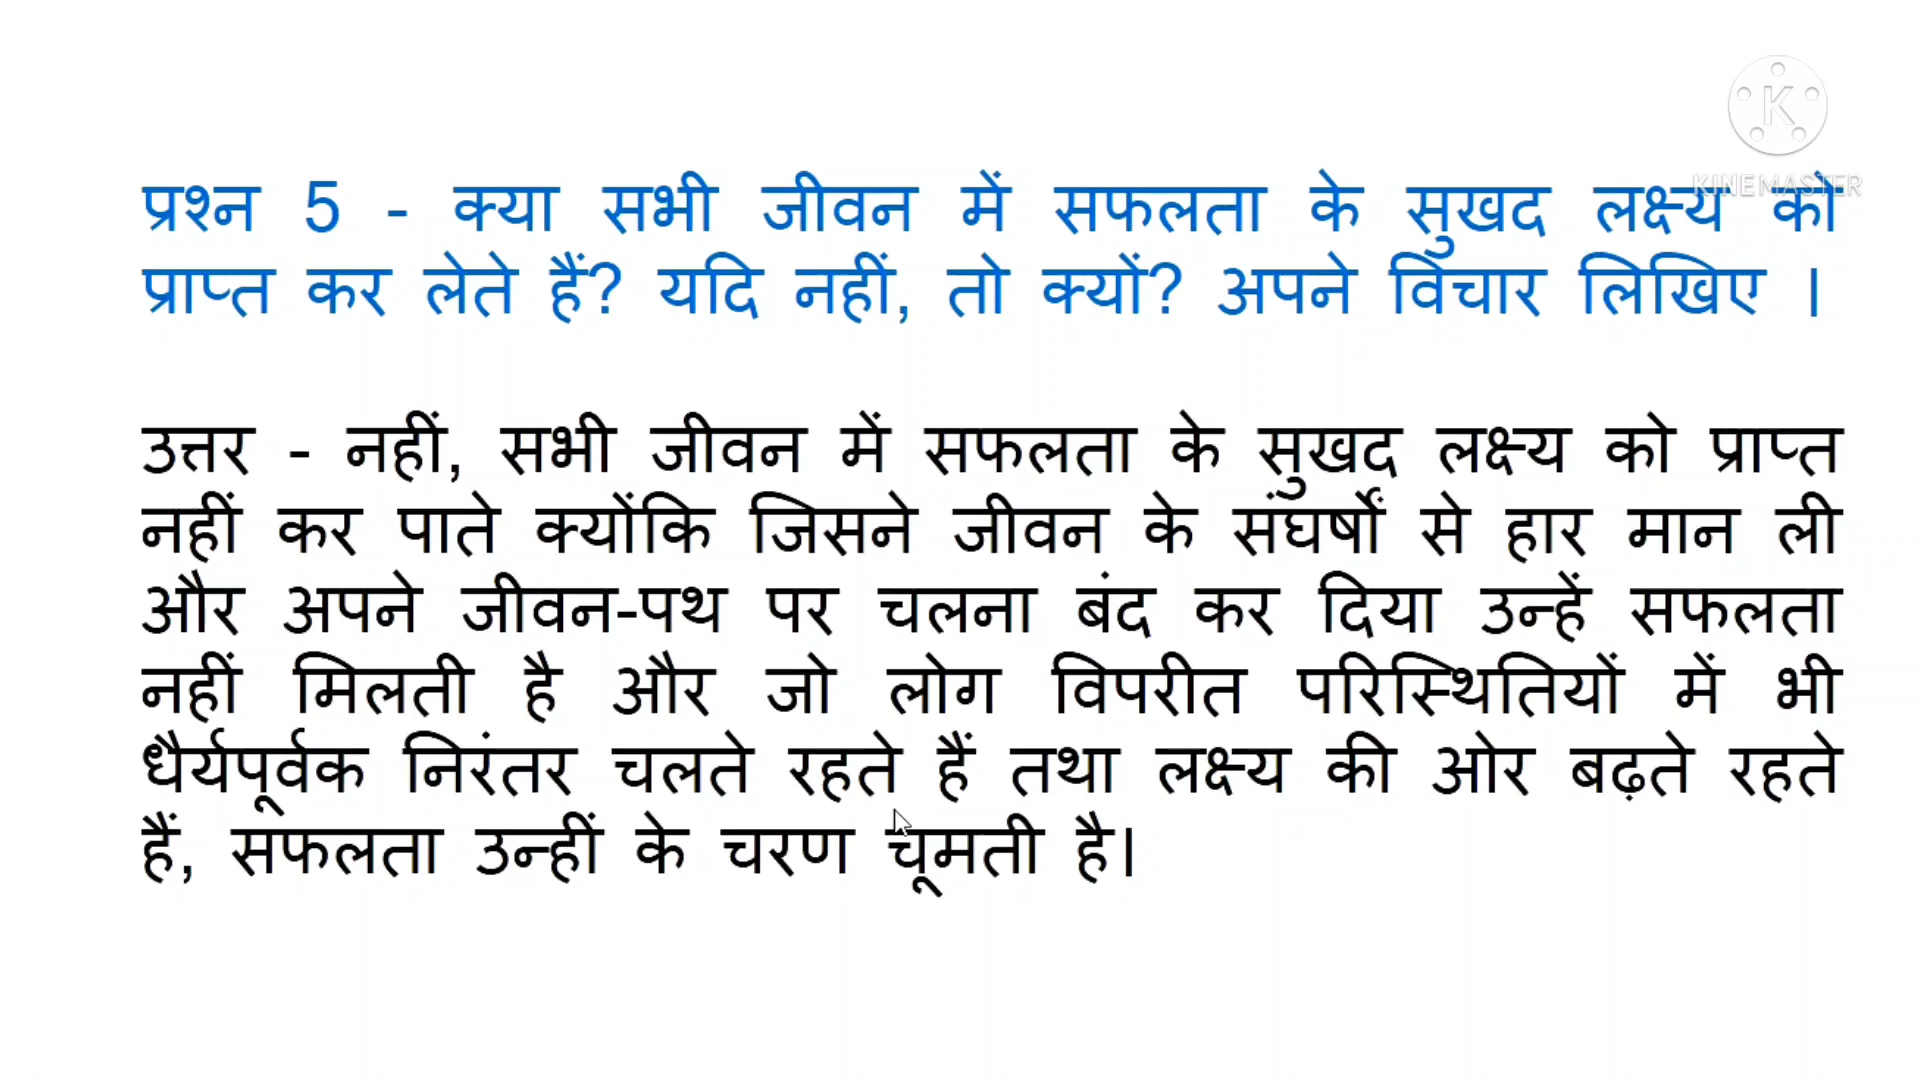 KINEMASTER
प्रश्न 5 - क्या सभी जीवन में सफलता के सुखद लक्ष्य को
प्राप्त कर लेते हैं? यदि नहीं, तो क्यों? अपने विचार लिखिए ।
उत्तर - नहीं, सभी जीवन में सफलता के सुखद लक्ष्य को प्राप्त
नहीं कर पाते क्योंकि जिसने जीवन के संघर्षों से हार मान ली
और अपने जीवन-पथ पर चलना बंद कर दिया उन्हें सफलता
नहीं मिलती है और जो लोग विपरीत परिस्थितियों में भी
धैर्यपूर्वक निरंतर चलते रहते हैं तथा लक्ष्य की ओर बढ़ते रहते
हैं, सफलता उन्हीं के चरण चूमती है।